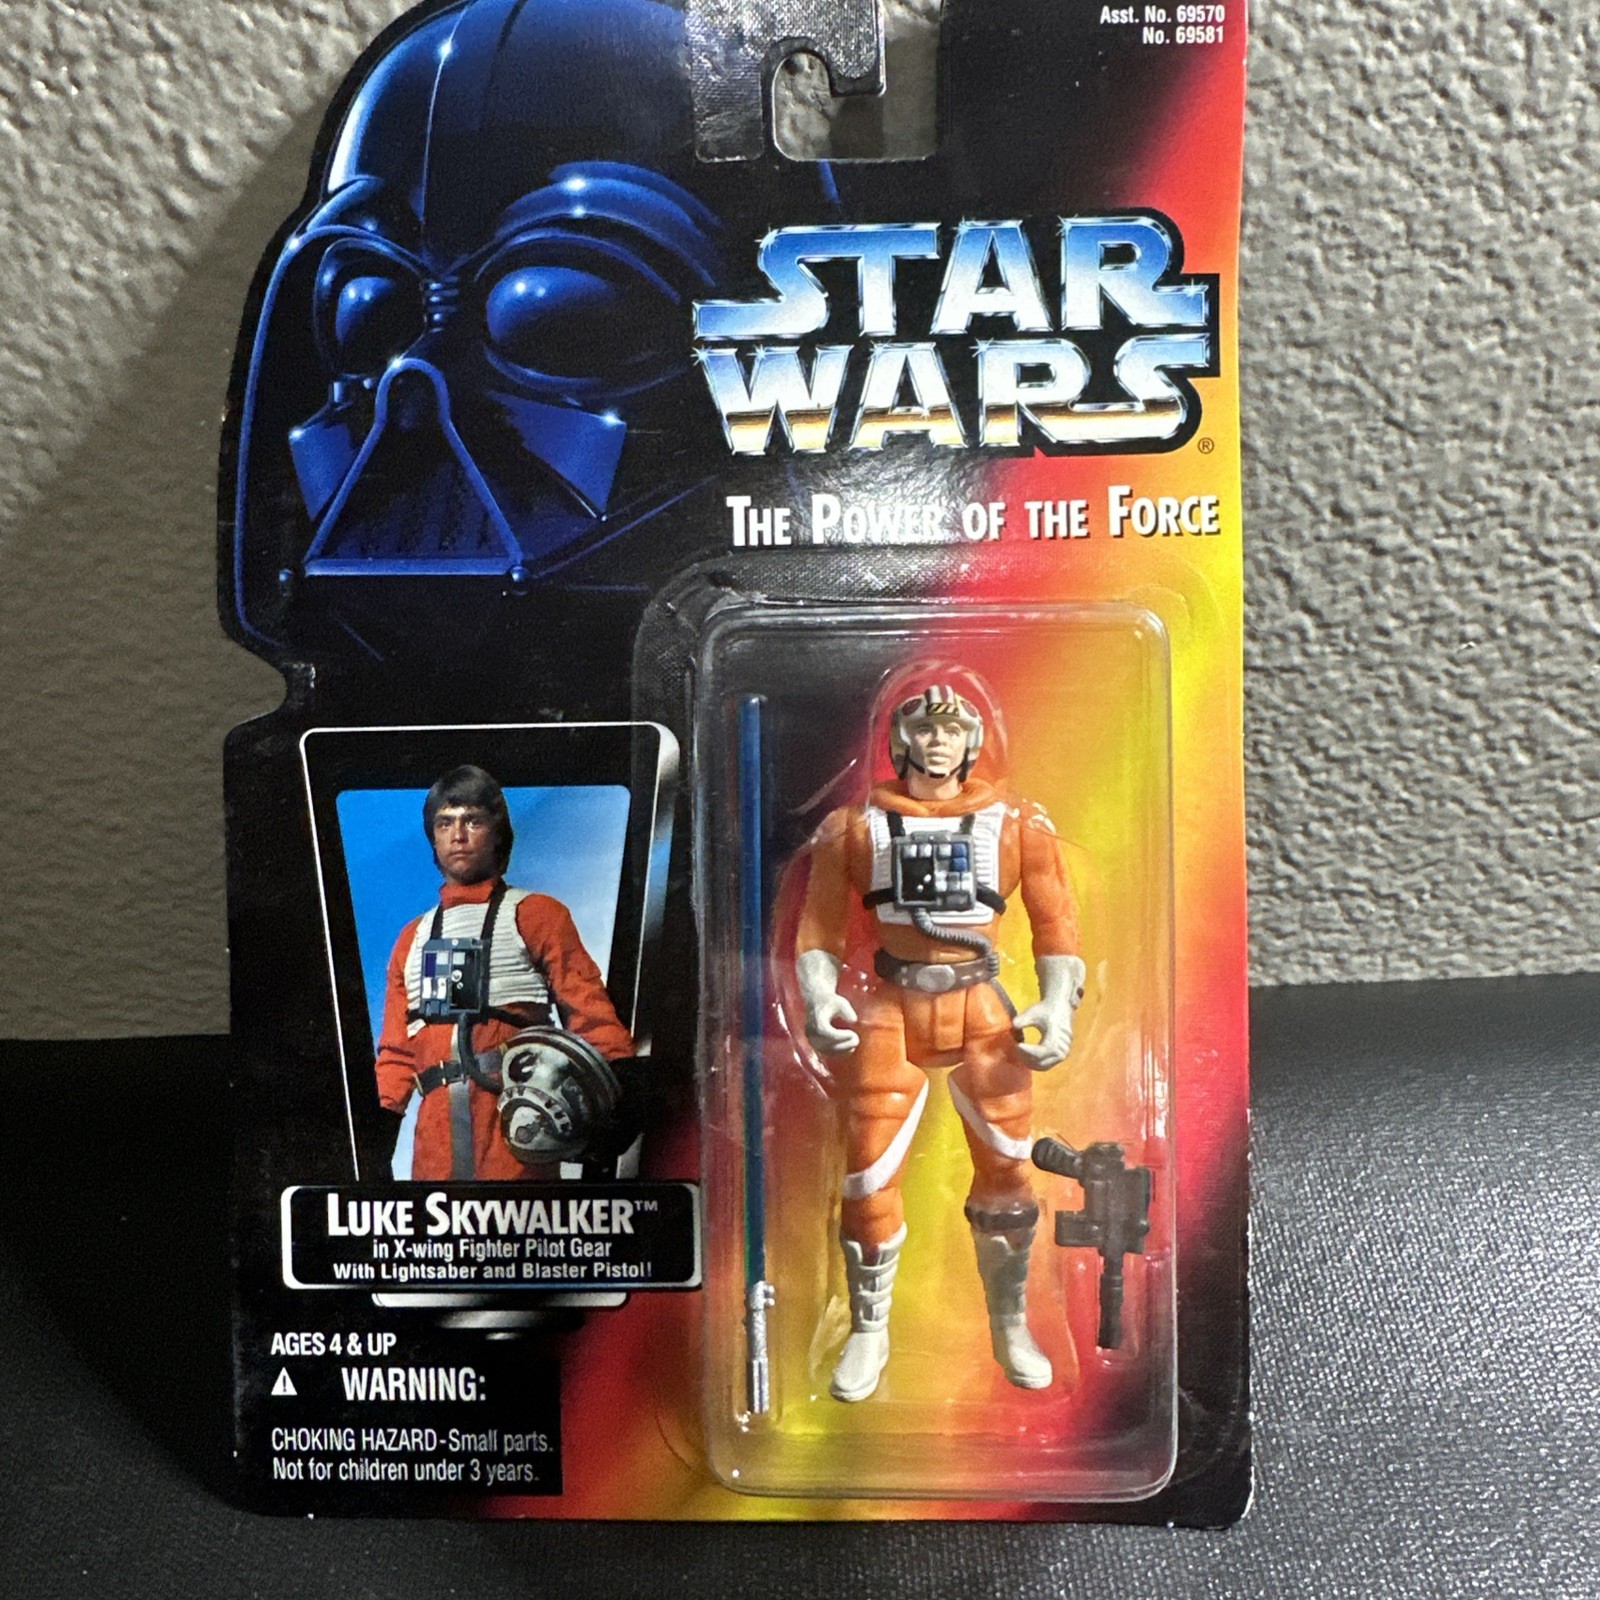 Asst. No. 69570
No. 69581
STAR
WARS®
THE POWER OF THE FORCE
LUKE SKYWALKER™
in X-wing Fighter Pilot Gear
With Lightsaber and Blaster Pistol!
AGES 4 & UP
⚠ WARNING:
CHOKING HAZARD-Small parts.
Not for children under 3 years.